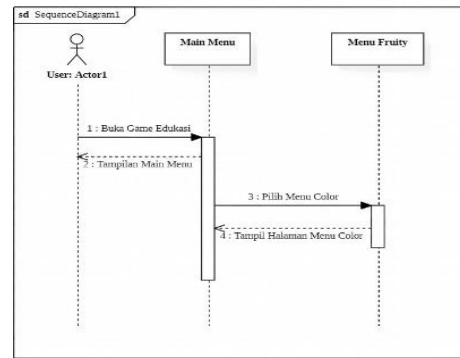 sd SequenceDiagram1
Main Menu
Menu Fruity
User: Actor1
1 : Buka Game Edukasi
2 : Tampilan Main Menu
3 : Pilih Menu Color
4 : Tampil Halaman Menu Color